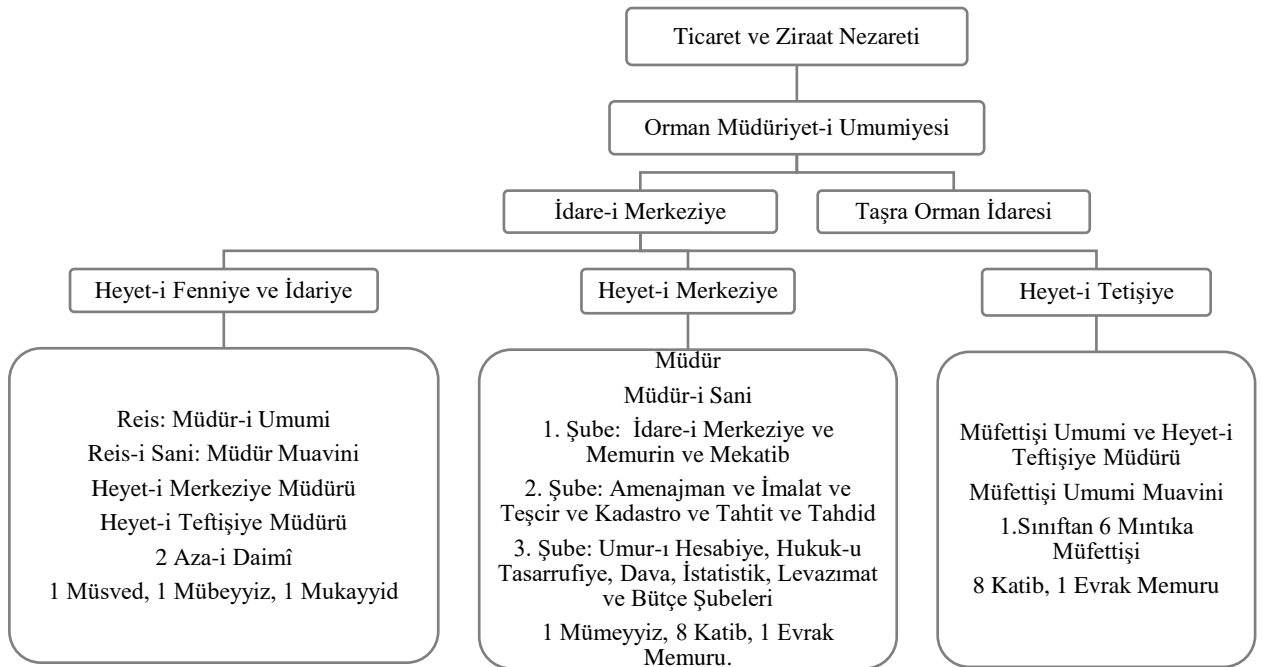 Ticaret ve Ziraat Nezareti
Orman Müdüriyet-i Umumiyesi
İdare-i Merkeziye
Taşra Orman İdaresi
Heyet-i Fenniye ve İdariye
Heyet-i Merkeziye
Heyet-i Tetişiye
Reis: Müdür-i Umumi
Reis-i Sani: Müdür Muavini
Heyet-i Merkeziye Müdürü
Heyet-i Teftişiye Müdürü
2 Aza-i Daimî
1 Müsved, 1 Mübeyyiz, 1 Mukayyid
Müdür
Müdür-i Sani
1. Şube: İdare-i Merkeziye ve
Memurin ve Mekatib
2. Şube: Amenajman ve İmalat ve
Teşcir ve Kadastro ve Tahtit ve Tahdid
3. Şube: Umur-ı Hesabiye, Hukuk-u
Tasarrufiye, Dava, İstatistik, Levazımat
ve Bütçe Şubeleri
1 Mümeyyiz, 8 Katib, 1 Evrak
Memuru.
Müfettişi Umumi ve Heyet-i
Teftişiye Müdürü
Müfettişi Umumi Muavini
1.Sınıftan 6 Mıntıka
Müfettişi
8 Katib, 1 Evrak Memuru